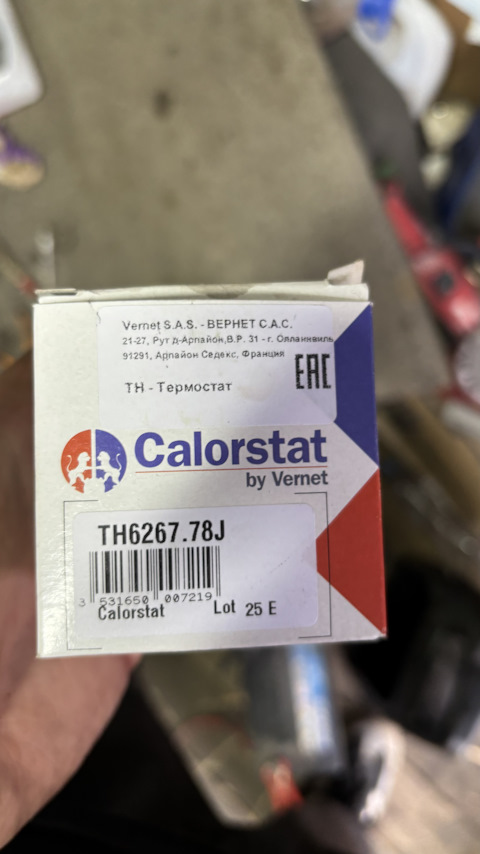 Vernet S.A.S. - ВЕРНЕТ С.А.С.
21-27, Рут д-Арпайон,В.Р. 31 - г. Оллаинвиль
91291, Арпайон Седекс, Франция
EAC
TH - Термостат
Calorstat
by Vernet
TH6267.78J
3 531650 007219
Calorstat Lot 25 E